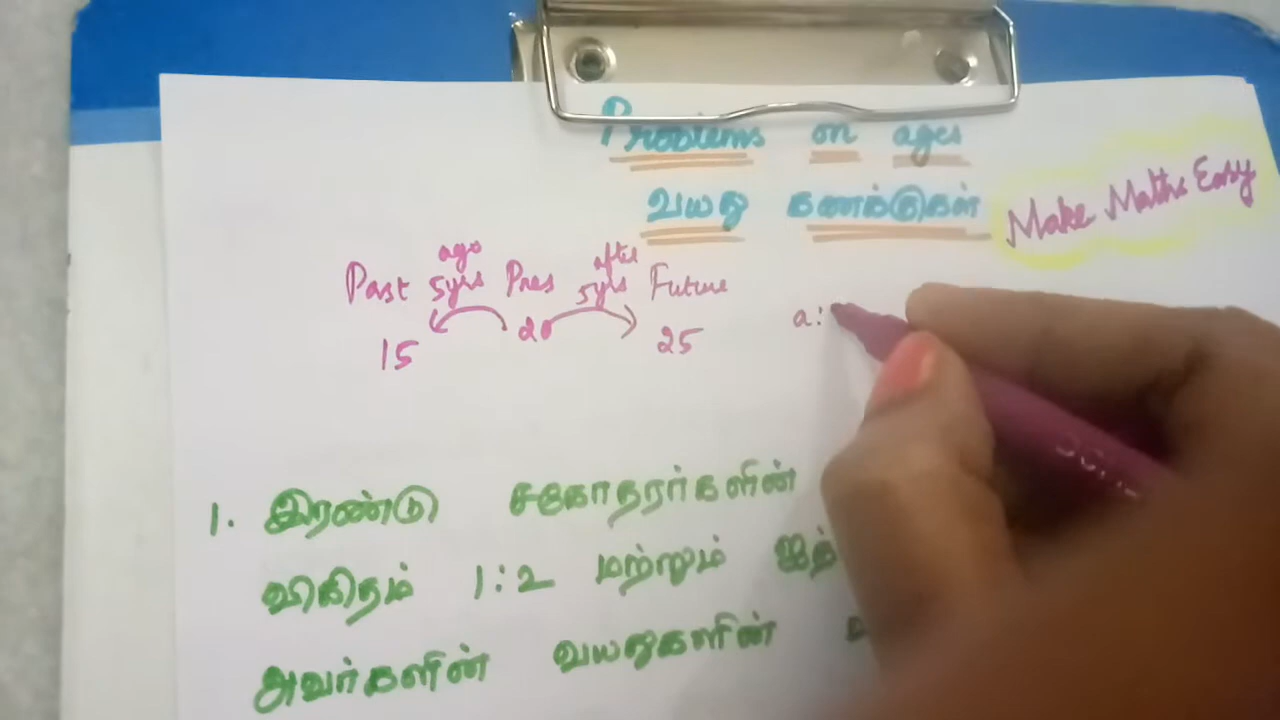 Problems on ages
வயது கணக்குகள்
Make Maths Easy
ago after
Past 5yrs Pres 5yrs Future
15 20 25
a:
1. இரண்டு சகோதரர்களின்
விகிதம் 1:2 மற்றும்
அவர்களின் வயதுகளின்